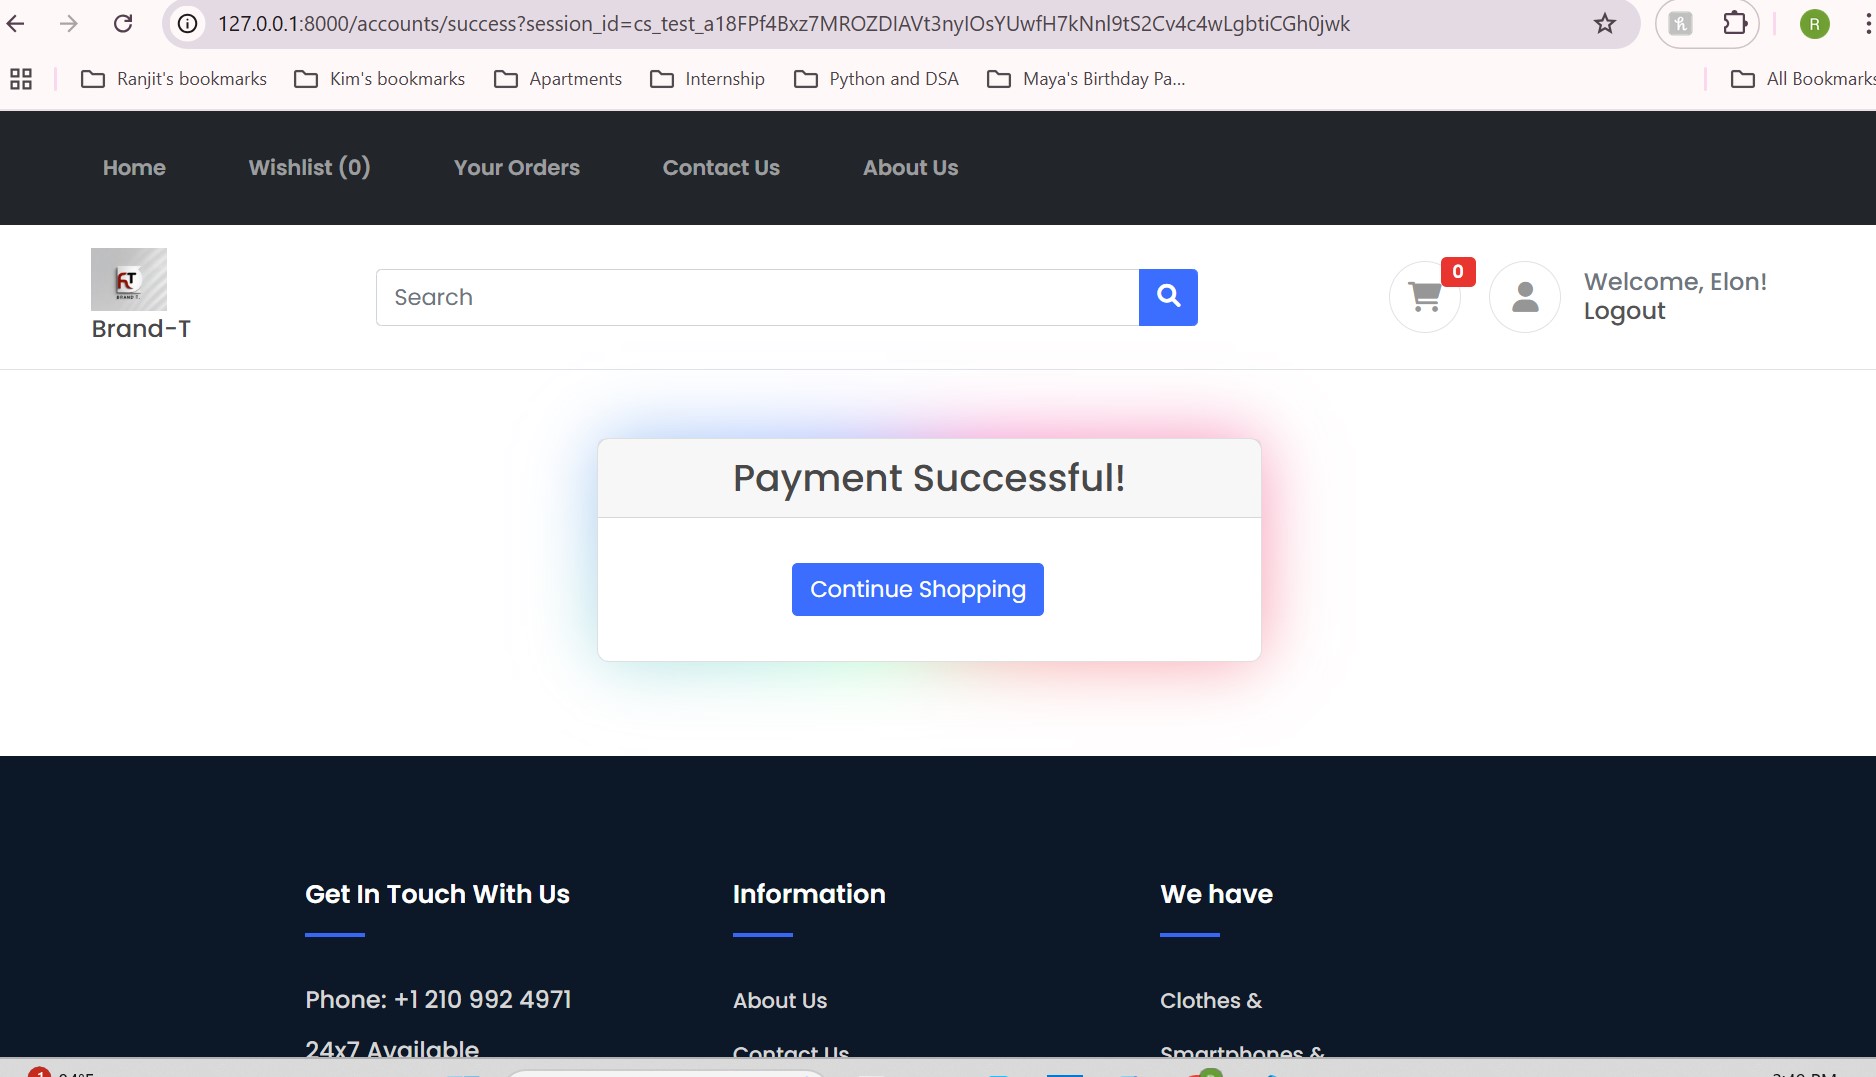 127.0.0.1:8000/accounts/success?session_id=cs_test_a18FPf4Bxz7MROZDIAVt3nyIOsYUwfH7kNnI9tS2Cv4c4wLgbtiCGh0jwk
R
Ranjit's bookmarks Kim's bookmarks Apartments Internship Python and DSA Maya's Birthday Pa... All Bookmarks
Home Wishlist (0) Your Orders Contact Us About Us
Brand-T
Search
0
Welcome, Elon!
Logout
Payment Successful!
Continue Shopping
Get In Touch With Us Information We have
Phone: +1 210 992 4971 About Us Clothes &
24x7 Available Contact Us Smartphones &